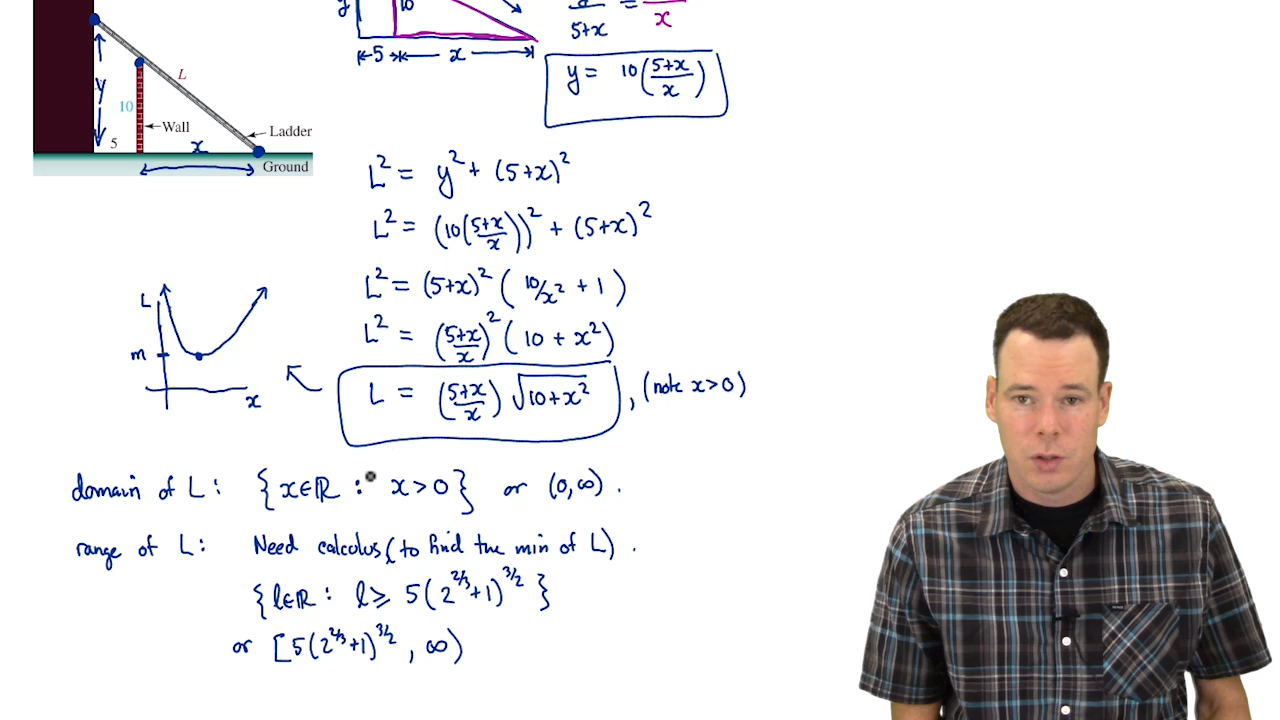 y
10
5
x
5+x = x
y = 10(5+x/x)
L
y
10
Wall
5
x
Ladder
Ground
L² = y² + (5+x)²
L² = (10(5+x/x))² + (5+x)²
L² = (5+x)² (10/x² + 1)
L² = (5+x/x)² (10 + x²)
L = (5+x/x) √10+x² , (note x>0)
L
m
x
domain of L: {x∈ℝ : x>0} or (0,∞).
range of L: Need calculus (to find the min of L).
{l∈ℝ : l ⩾ 5(2^2/3+1)^3/2}
or [5(2^2/3+1)^3/2, ∞)